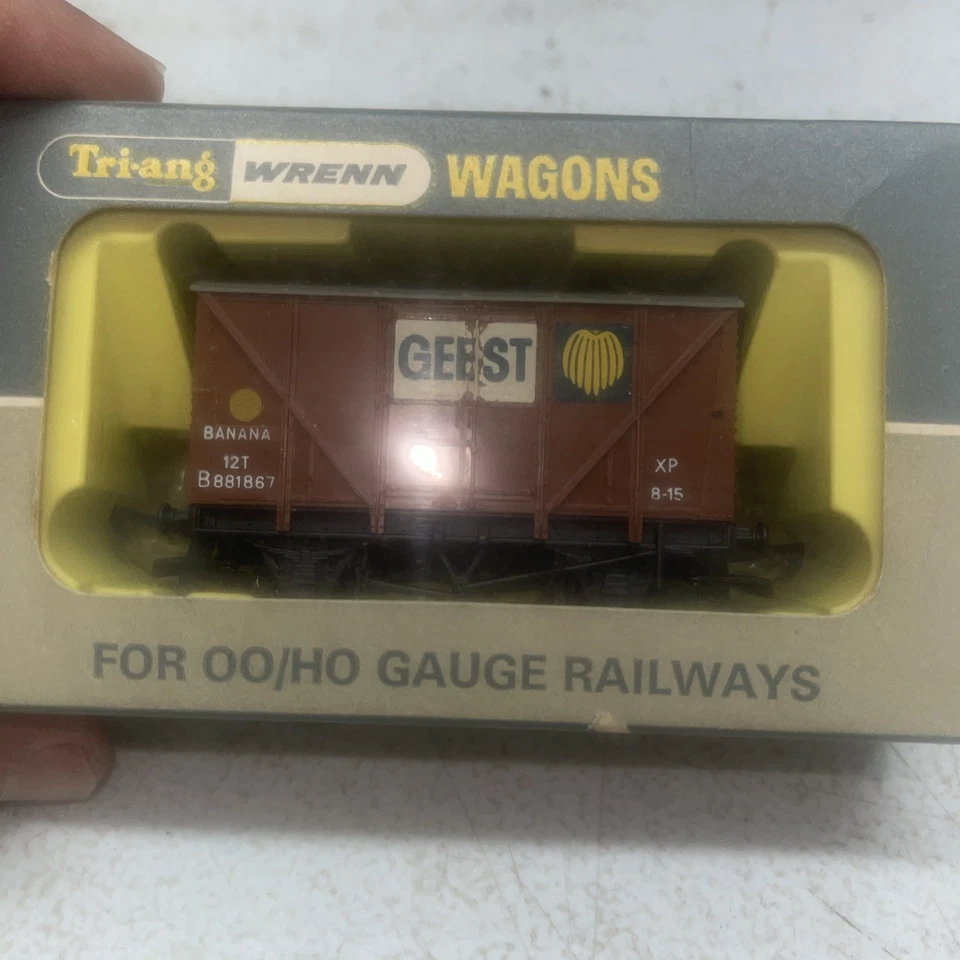 Tri-ang WRENN WAGONS
GEEST
BANANA
12T
B881867
XP
8-15
FOR OO/HO GAUGE RAILWAYS